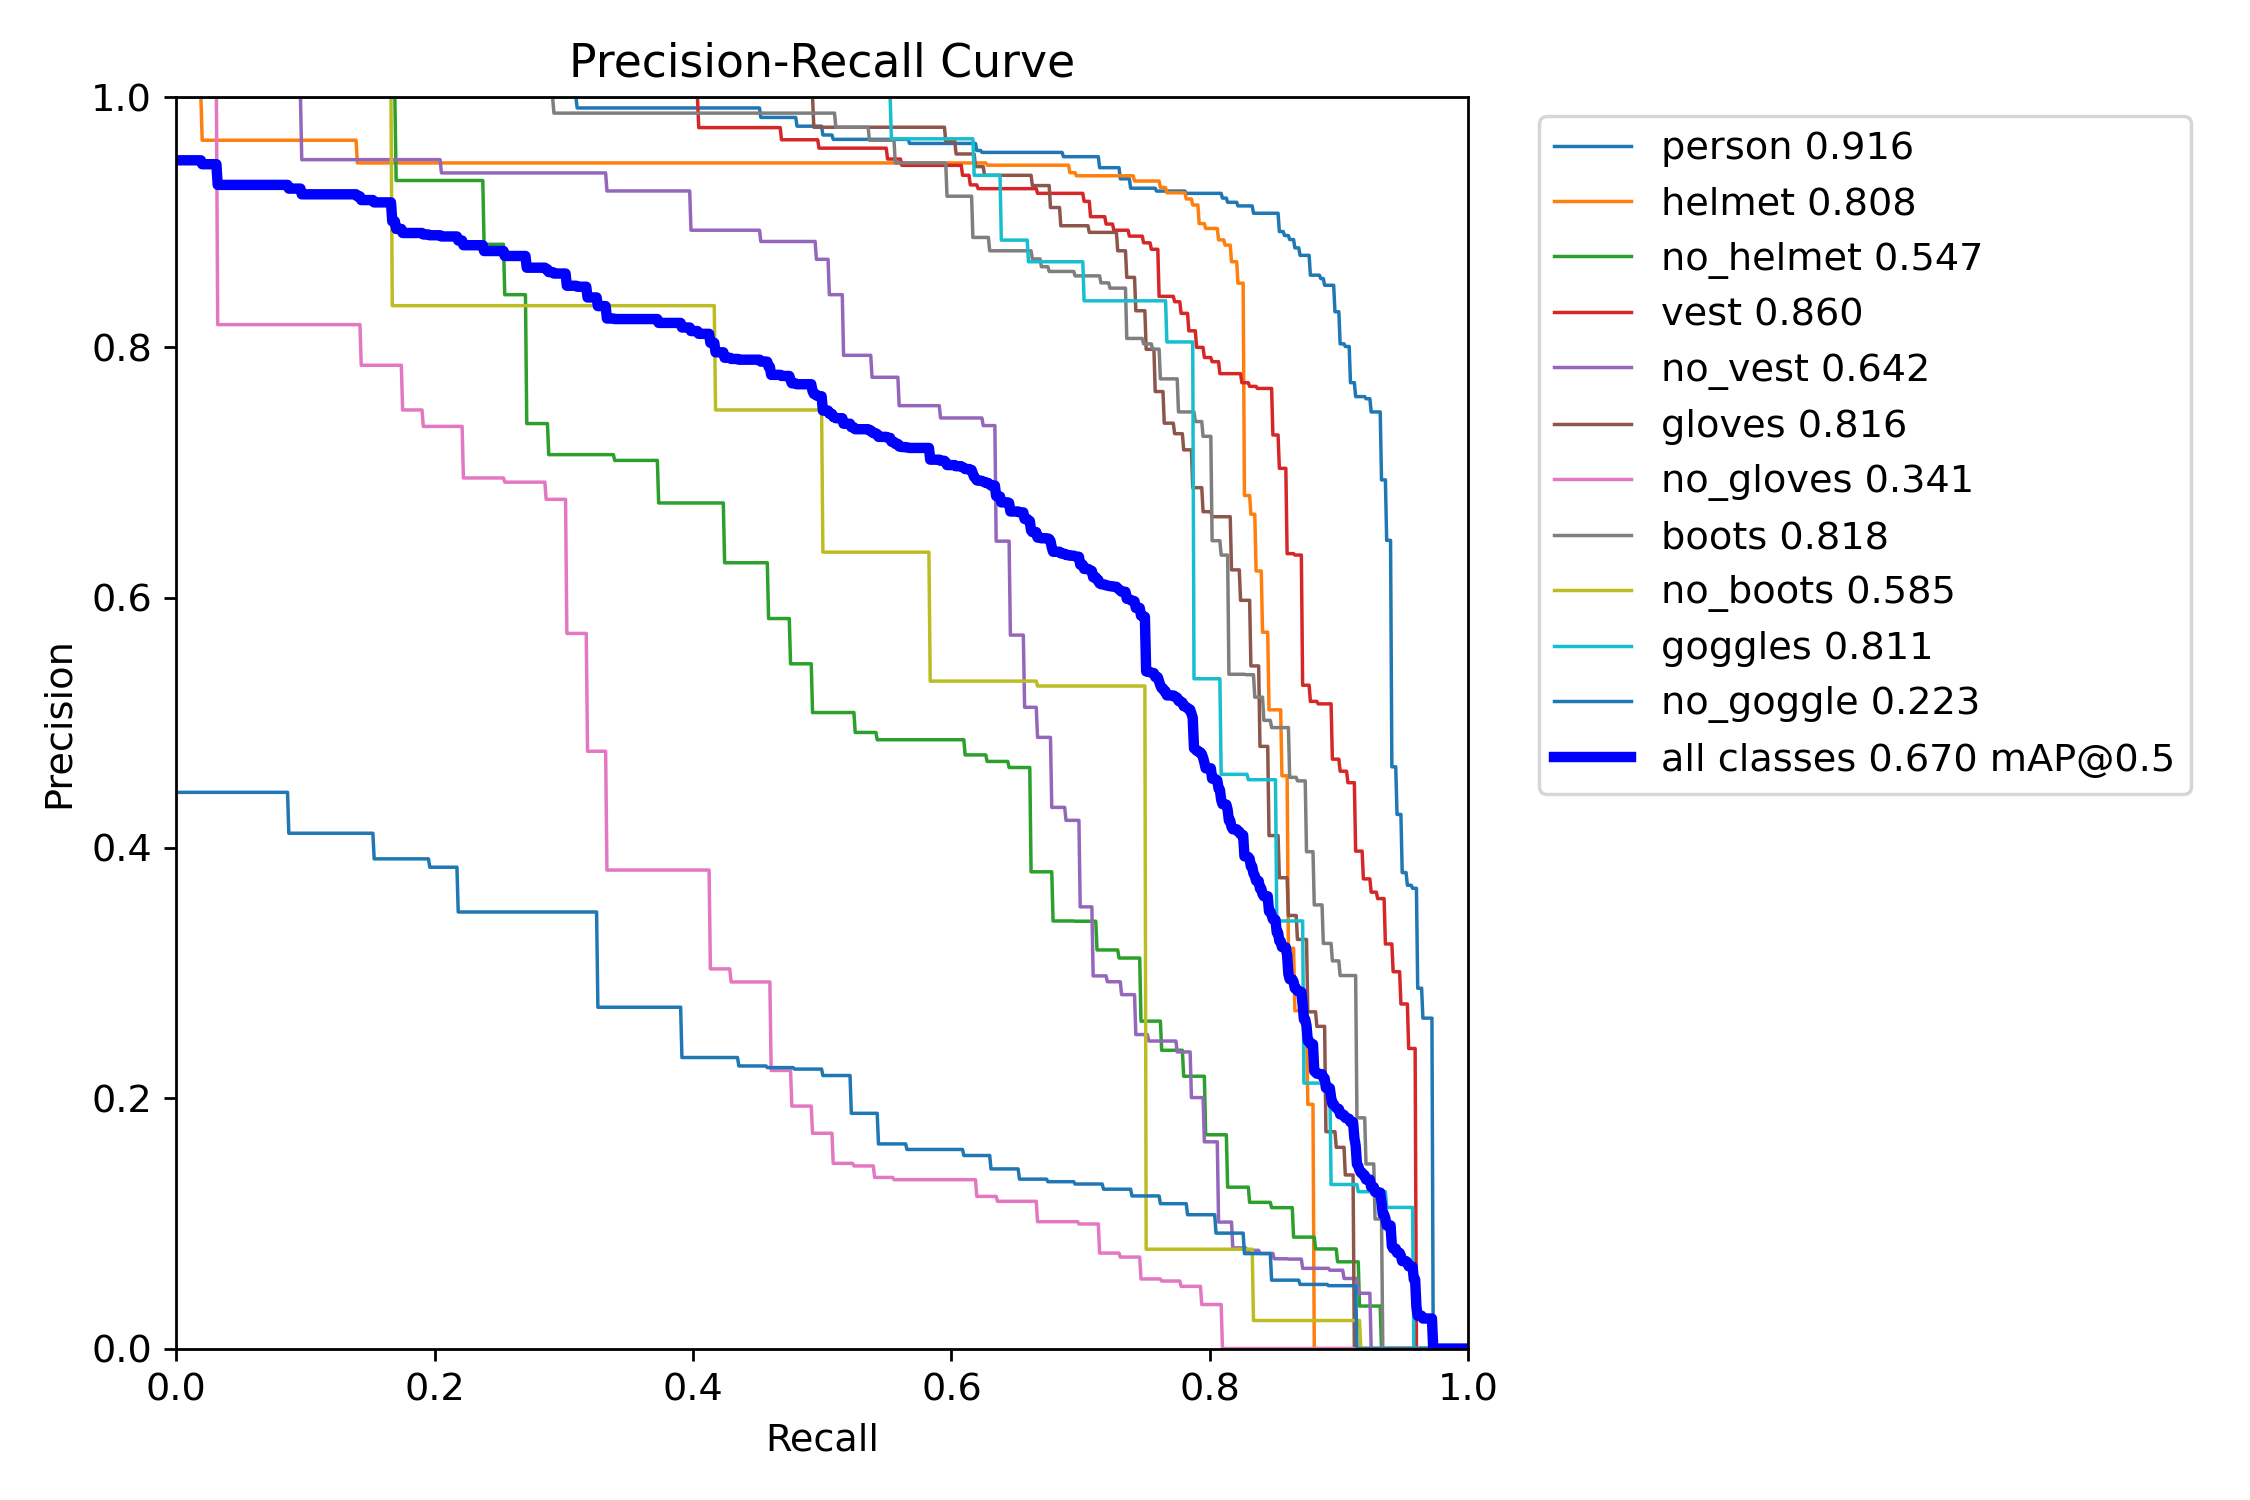 Precision-Recall Curve
1.0
0.8
0.6
0.4
0.2
0.0
Precision
0.0 0.2 0.4 0.6 0.8 1.0
Recall
person 0.916
helmet 0.808
no_helmet 0.547
vest 0.860
no_vest 0.642
gloves 0.816
no_gloves 0.341
boots 0.818
no_boots 0.585
goggles 0.811
no_goggle 0.223
all classes 0.670 mAP@0.5